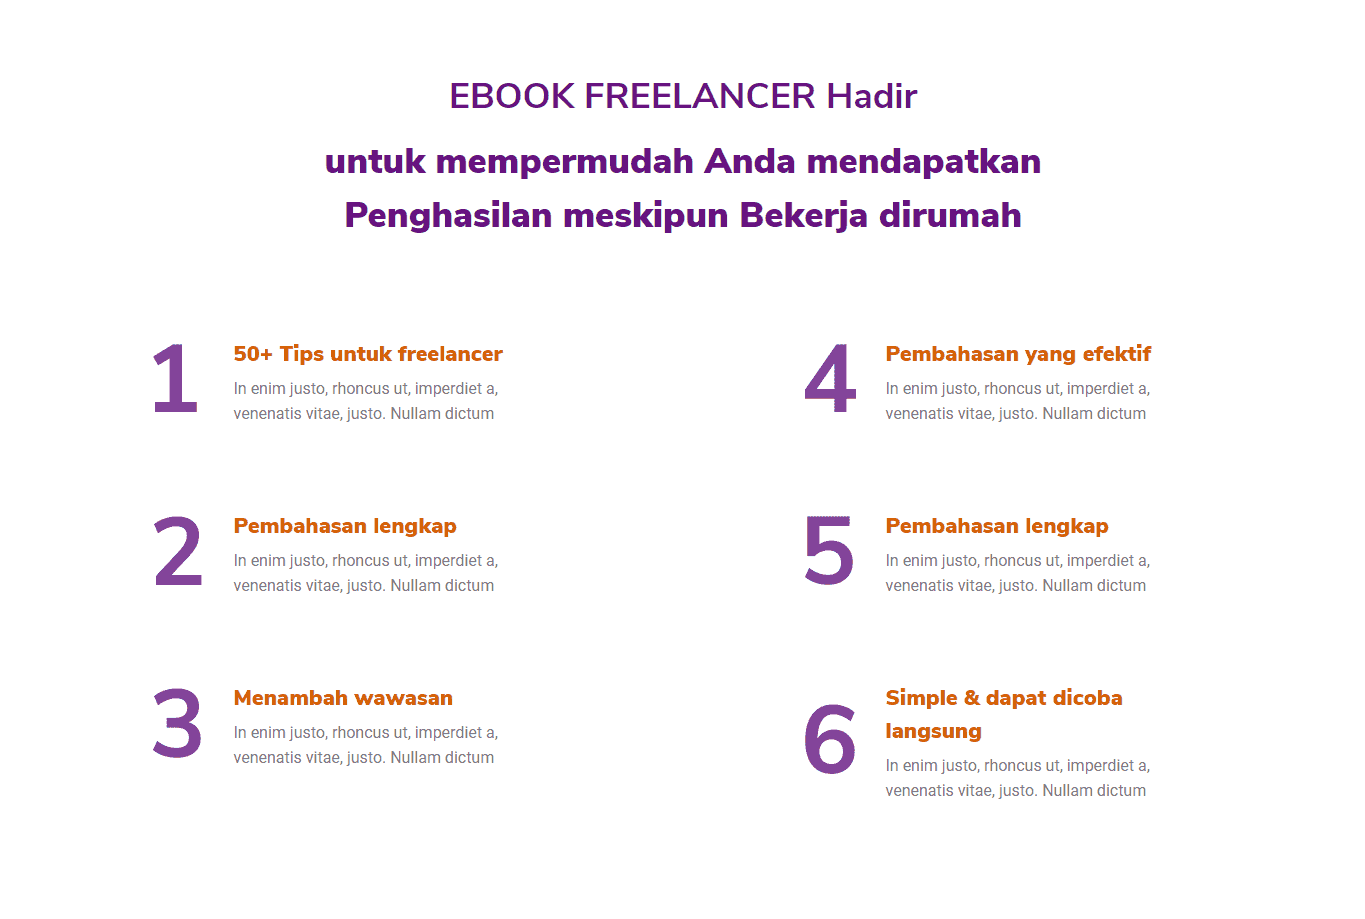 EBOOK FREELANCER Hadir
untuk mempermudah Anda mendapatkan
Penghasilan meskipun Bekerja dirumah
1
50+ Tips untuk freelancer
In enim justo, rhoncus ut, imperdiet a,
venenatis vitae, justo. Nullam dictum
2
Pembahasan lengkap
In enim justo, rhoncus ut, imperdiet a,
venenatis vitae, justo. Nullam dictum
3
Menambah wawasan
In enim justo, rhoncus ut, imperdiet a,
venenatis vitae, justo. Nullam dictum
4
Pembahasan yang efektif
In enim justo, rhoncus ut, imperdiet a,
venenatis vitae, justo. Nullam dictum
5
Pembahasan lengkap
In enim justo, rhoncus ut, imperdiet a,
venenatis vitae, justo. Nullam dictum
6
Simple & dapat dicoba
langsung
In enim justo, rhoncus ut, imperdiet a,
venenatis vitae, justo. Nullam dictum